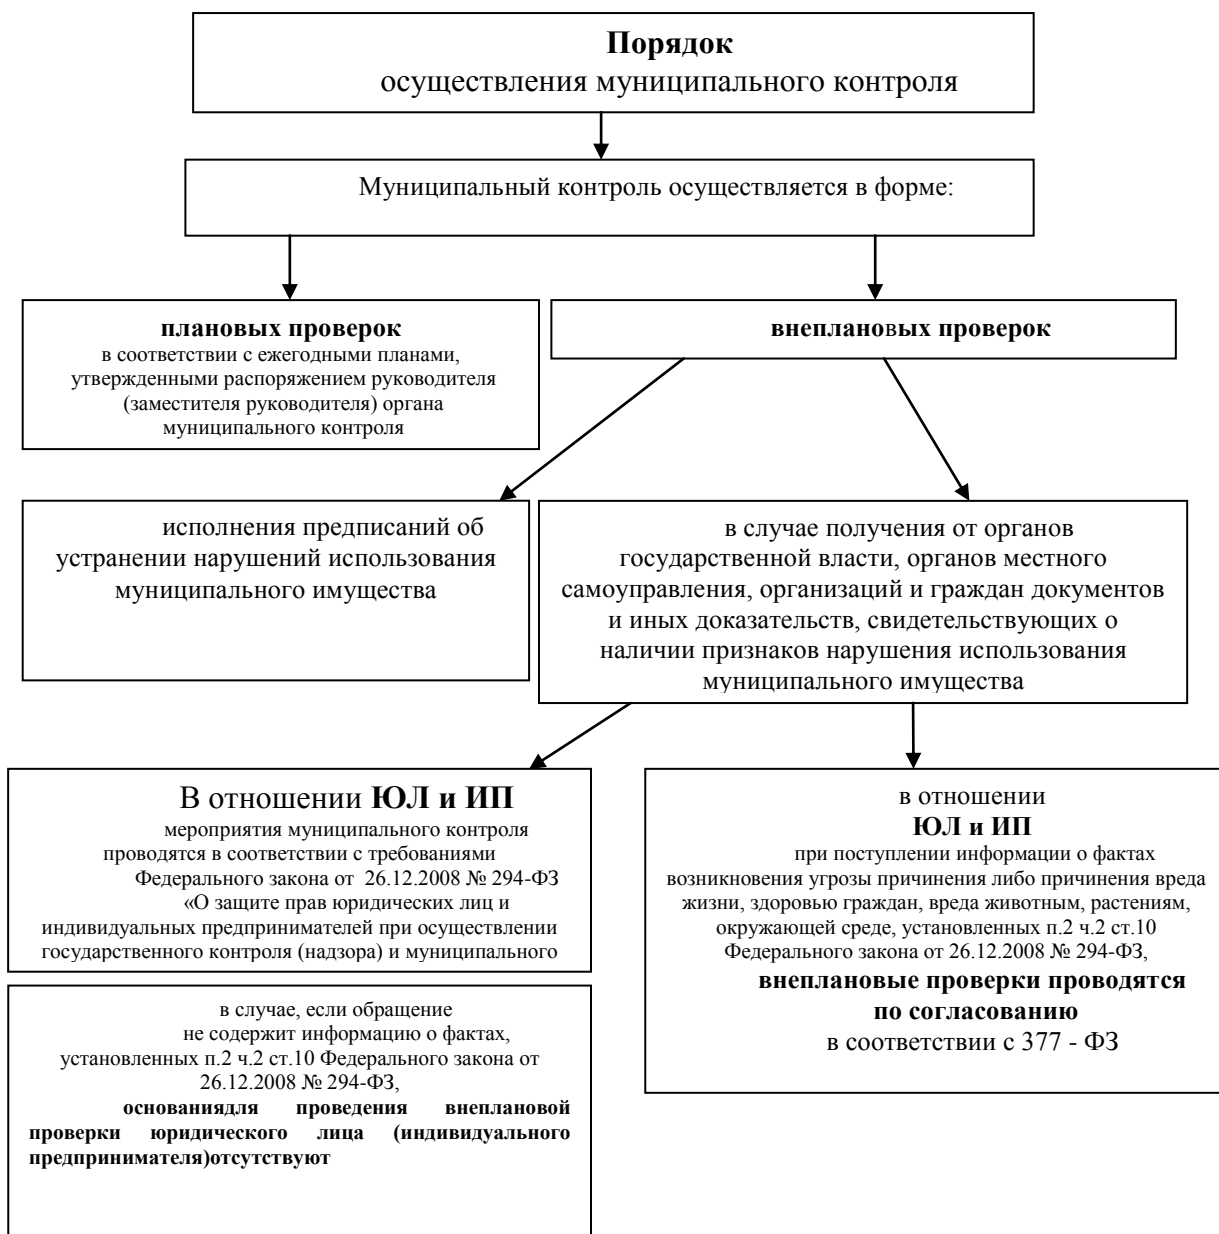 Порядок
осуществления муниципального контроля
Муниципальный контроль осуществляется в форме:
плановых проверок
в соответствии с ежегодными планами,
утвержденными распоряжением руководителя
(заместителя руководителя) органа
муниципального контроля
внеплановых проверок
исполнения предписаний об
устранении нарушений использования
муниципального имущества
в случае получения от органов
государственной власти, органов местного
самоуправления, организаций и граждан документов
и иных доказательств, свидетельствующих о
наличии признаков нарушения использования
муниципального имущества
В отношении ЮЛ и ИП
мероприятия муниципального контроля
проводятся в соответствии с требованиями
Федерального закона от 26.12.2008 № 294-ФЗ
«О защите прав юридических лиц и
индивидуальных предпринимателей при осуществлении
государственного контроля (надзора) и муниципального
в отношении
ЮЛ и ИП
при поступлении информации о фактах
возникновения угрозы причинения либо причинения вреда
жизни, здоровью граждан, вреда животным, растениям,
окружающей среде, установленных п.2 ч.2 ст.10
Федерального закона от 26.12.2008 № 294-ФЗ,
внеплановые проверки проводятся
по согласованию
в соответствии с 377 - ФЗ
в случае, если обращение
не содержит информацию о фактах,
установленных п.2 ч.2 ст.10 Федерального закона от
26.12.2008 № 294-ФЗ,
основаниядля проведения внеплановой
проверки юридического лица (индивидуального
предпринимателя)отсутствуют